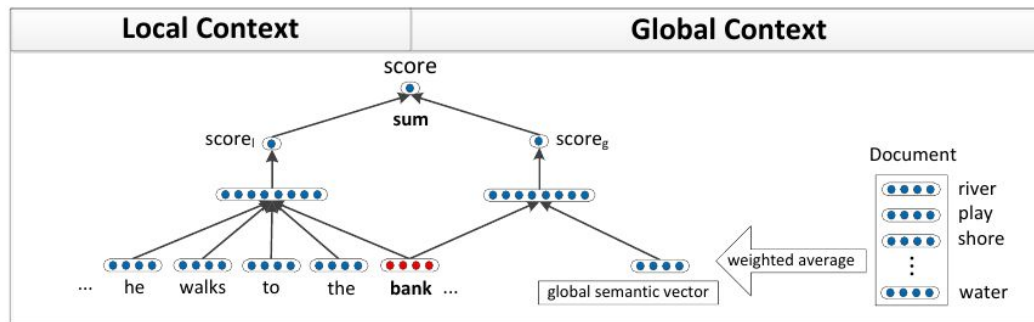 Local Context
Global Context
score
sum
score_l
score_g
Document
river
play
shore
⋮
water
weighted average
... he walks to the bank ...
global semantic vector